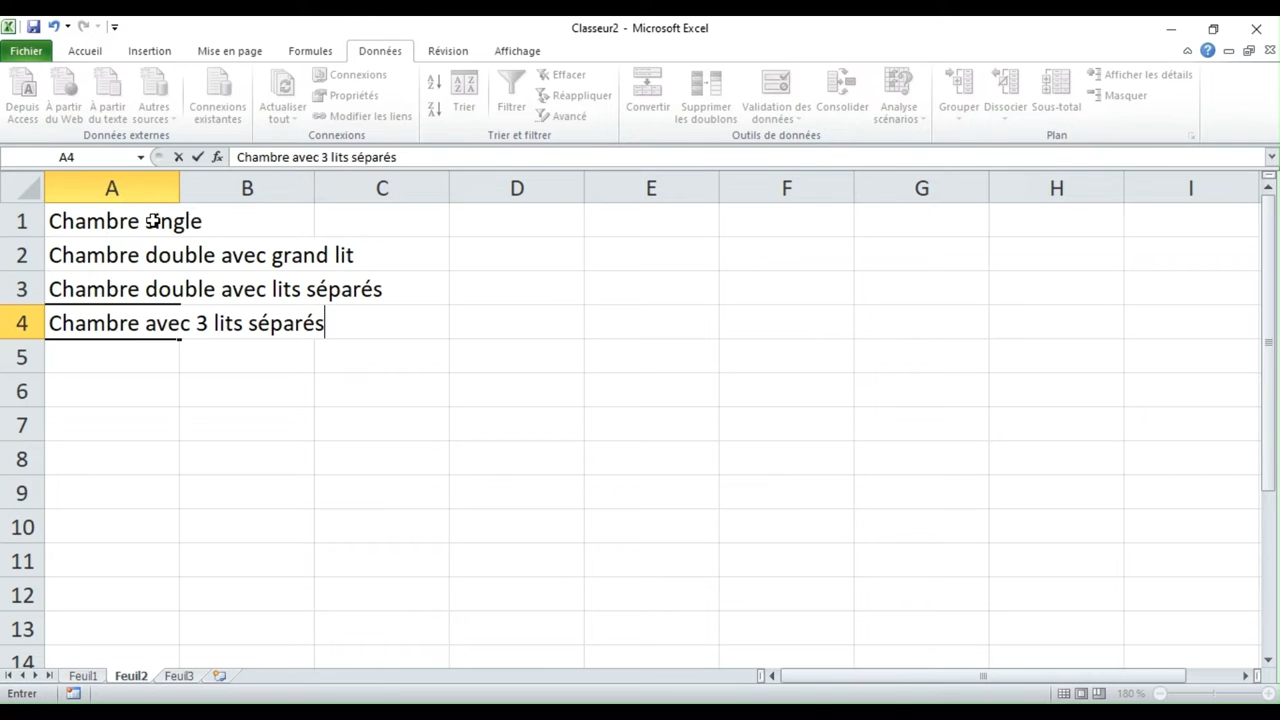 Classeur2 - Microsoft Excel
Fichier Accueil Insertion Mise en page Formules Données Révision Affichage
Depuis Access
À partir du Web
À partir du texte
Autres sources
Connexions existantes
Données externes
Actualiser tout
Connexions
Propriétés
Modifier les liens
Connexions
Trier
Filtrer
Effacer
Réappliquer
Avancé
Trier et filtrer
Convertir
Supprimer les doublons
Validation des données
Consolider
Analyse scénarios
Outils de données
Grouper
Dissocier
Sous-total
Afficher les détails
Masquer
Plan
A4 fx Chambre avec 3 lits séparés
A B C D E F G H I
1 Chambre single
2 Chambre double avec grand lit
3 Chambre double avec lits séparés
4 Chambre avec 3 lits séparés
5
6
7
8
9
10
11
12
13
14
Feuil1 Feuil2 Feuil3
Entrer 180 %